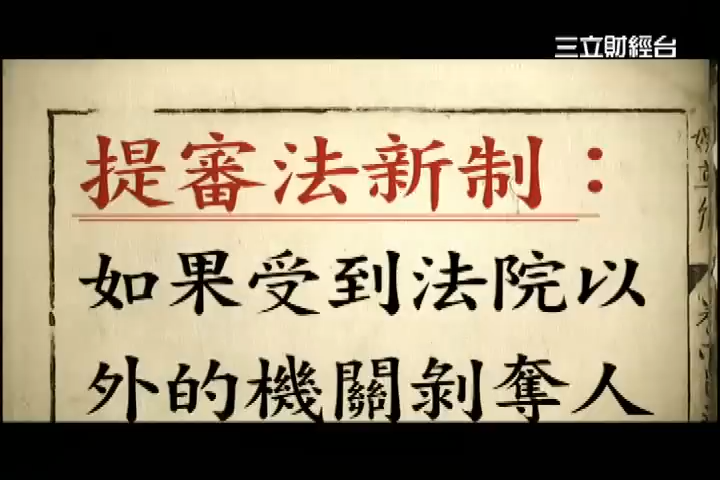 三立財經台
提審法新制：
如果受到法院以
外的機關剝奪人